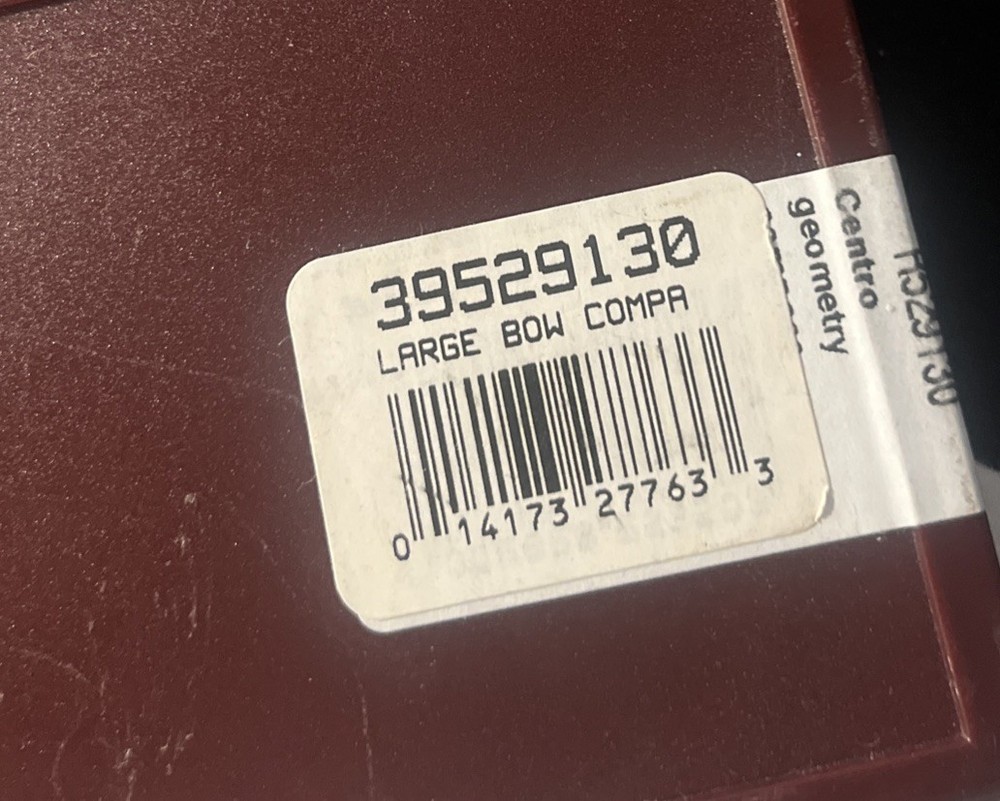 39529130
LARGE BOW COMPA
0 14173 27763 3
Centro
geometry